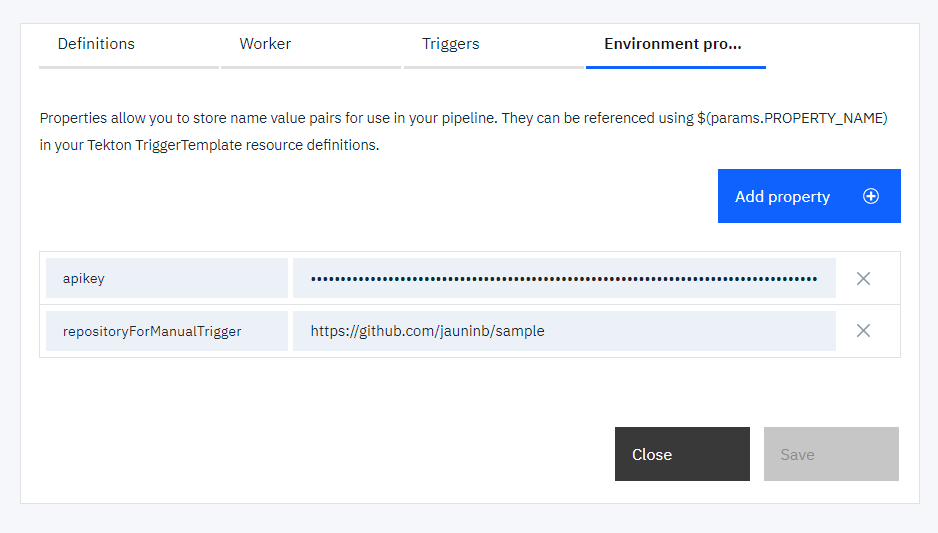 Definitions
Worker
Triggers
Environment pro...
Properties allow you to store name value pairs for use in your pipeline. They can be referenced using $(params.PROPERTY_NAME)
in your Tekton TriggerTemplate resource definitions.
Add property
apikey
repositoryForManualTrigger
https://github.com/jauninb/sample
Close
Save